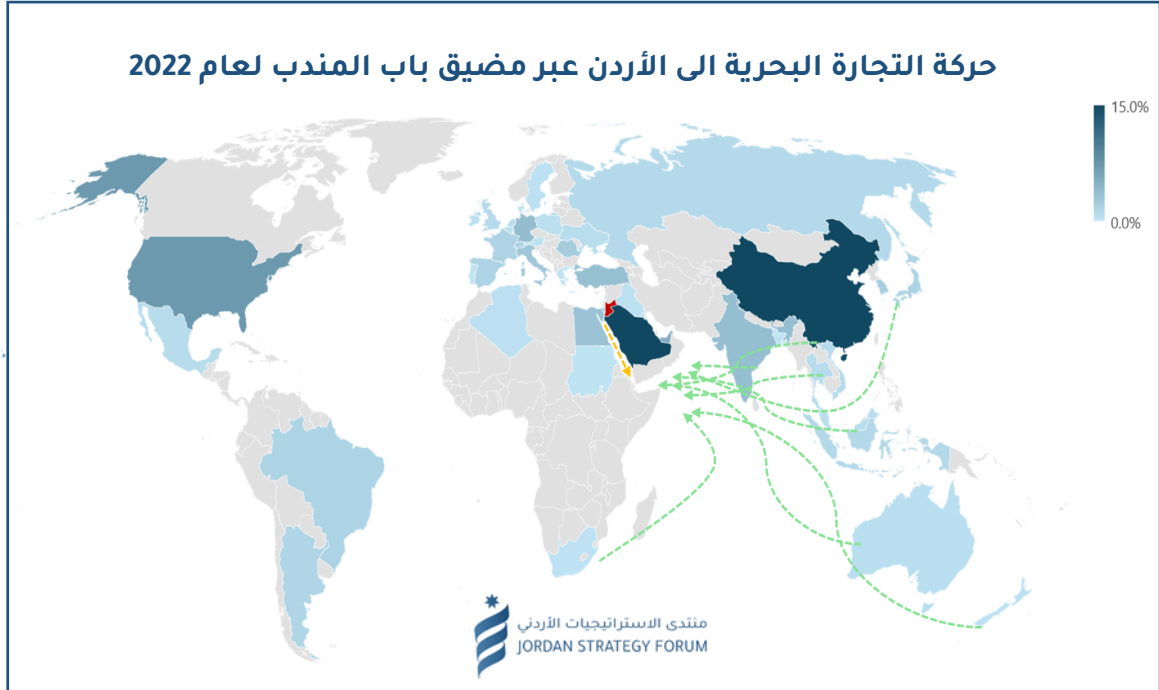 حركة التجارة البحرية الى الأردن عبر مضيق باب المندب لعام 2022
15.0%
0.0%
منتدى الاستراتيجيات الأردني
JORDAN STRATEGY FORUM